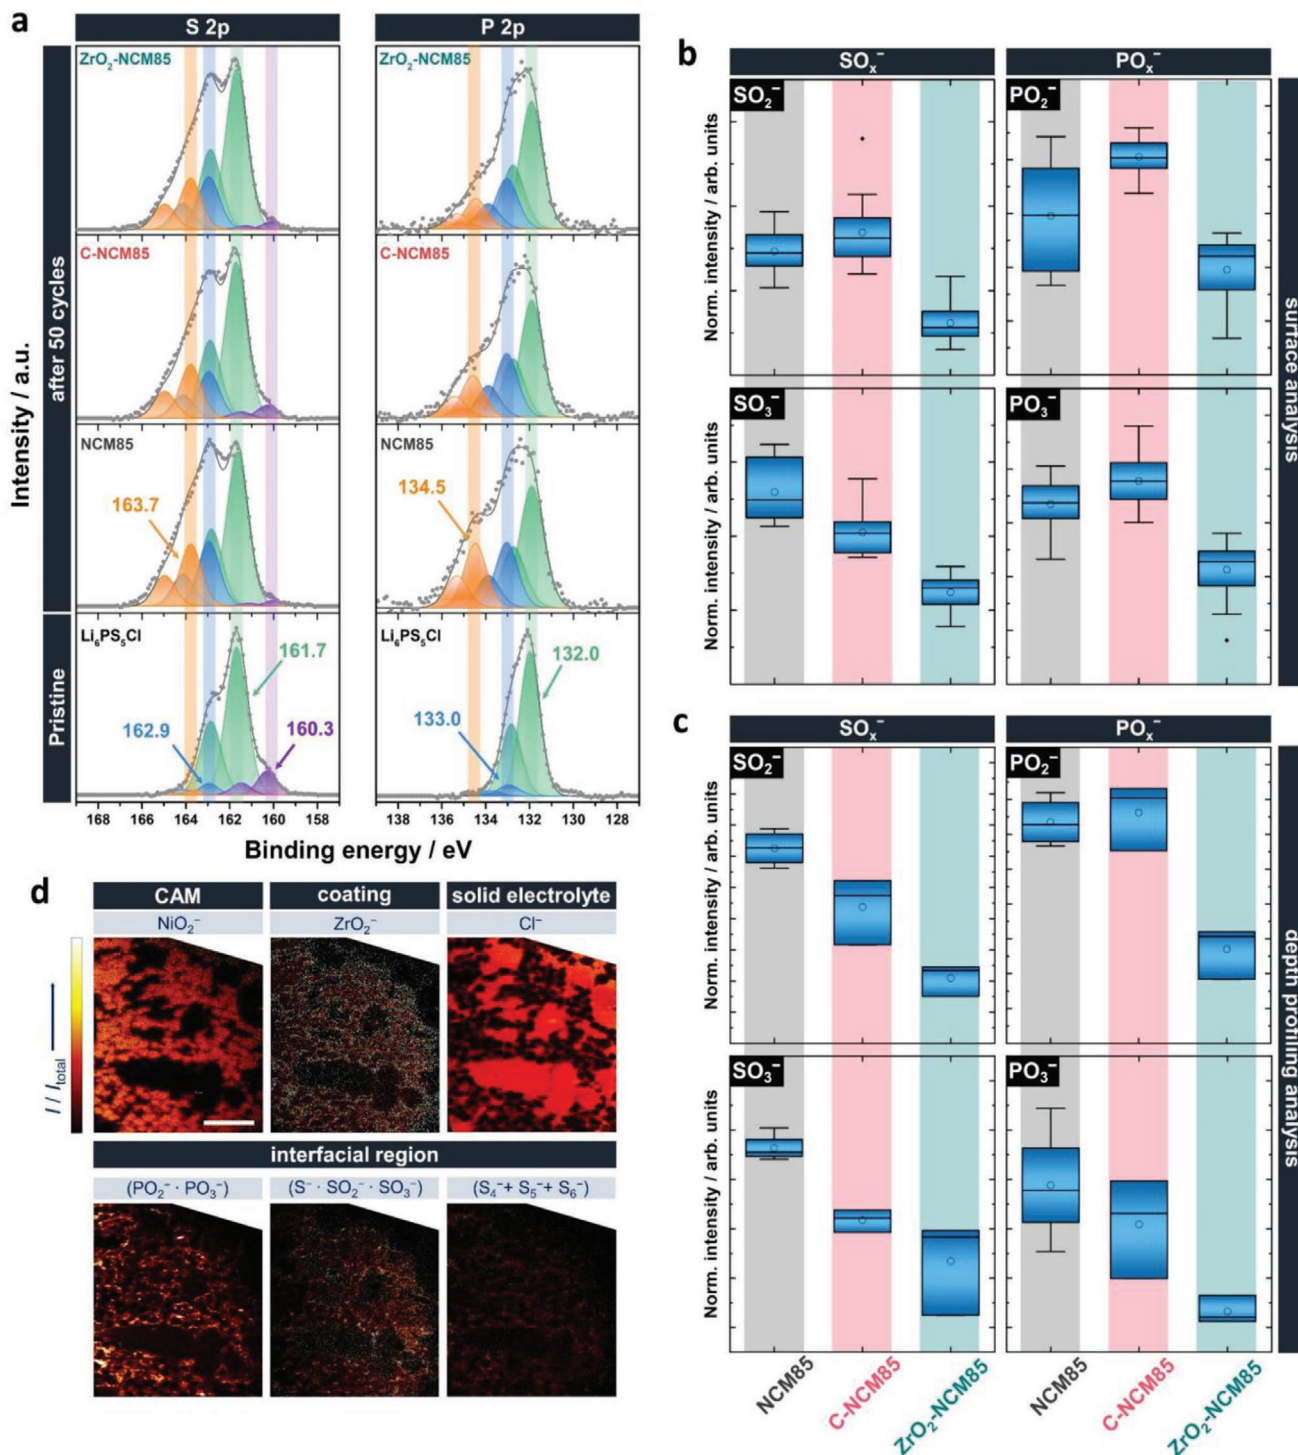 a
S 2p
P 2p
Intensity / a.u.
after 50 cycles
Pristine
ZrO₂-NCM85
ZrO₂-NCM85
C-NCM85
C-NCM85
NCM85
NCM85
163.7
134.5
Li₆PS₅Cl
Li₆PS₅Cl
161.7
132.0
162.9
160.3
133.0
168 166 164 162 160 158
138 136 134 132 130 128
Binding energy / eV
b
SOₓ⁻
POₓ⁻
SO₂⁻
PO₂⁻
Norm. intensity / arb. units
SO₃⁻
PO₃⁻
Norm. intensity / arb. units
surface analysis
c
SOₓ⁻
POₓ⁻
SO₂⁻
PO₂⁻
Norm. intensity / arb. units
SO₃⁻
PO₃⁻
Norm. intensity / arb. units
depth profiling analysis
NCM85
C-NCM85
ZrO₂-NCM85
NCM85
C-NCM85
ZrO₂-NCM85
d
CAM
coating
solid electrolyte
NiO₂⁻
ZrO₂⁻
Cl⁻
I / Itotal
interfacial region
(PO₂⁻ · PO₃⁻)
(S⁻ · SO₂⁻ · SO₃⁻)
(S₄⁻+ S₅⁻+ S₆⁻)